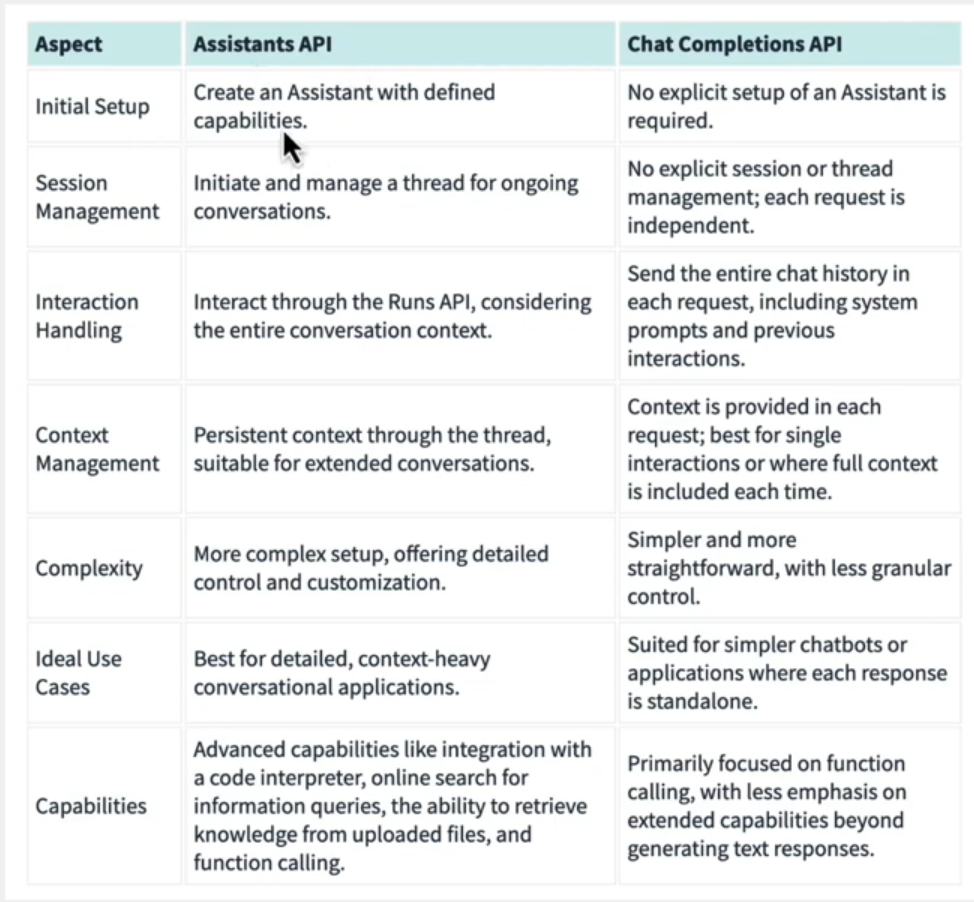 Aspect
Assistants API
Chat Completions API
Initial Setup
Create an Assistant with defined
capabilities.
No explicit setup of an Assistant is
required.
Session
Management
Initiate and manage a thread for ongoing
conversations.
No explicit session or thread
management; each request is
independent.
Interaction
Handling
Interact through the Runs API, considering
the entire conversation context.
Send the entire chat history in
each request, including system
prompts and previous
interactions.
Context
Management
Persistent context through the thread,
suitable for extended conversations.
Context is provided in each
request; best for single
interactions or where full context
is included each time.
Complexity
More complex setup, offering detailed
control and customization.
Simpler and more
straightforward, with less granular
control.
Ideal Use
Cases
Best for detailed, context-heavy
conversational applications.
Suited for simpler chatbots or
applications where each response
is standalone.
Capabilities
Advanced capabilities like integration with
a code interpreter, online search for
information queries, the ability to retrieve
knowledge from uploaded files, and
function calling.
Primarily focused on function
calling, with less emphasis on
extended capabilities beyond
generating text responses.